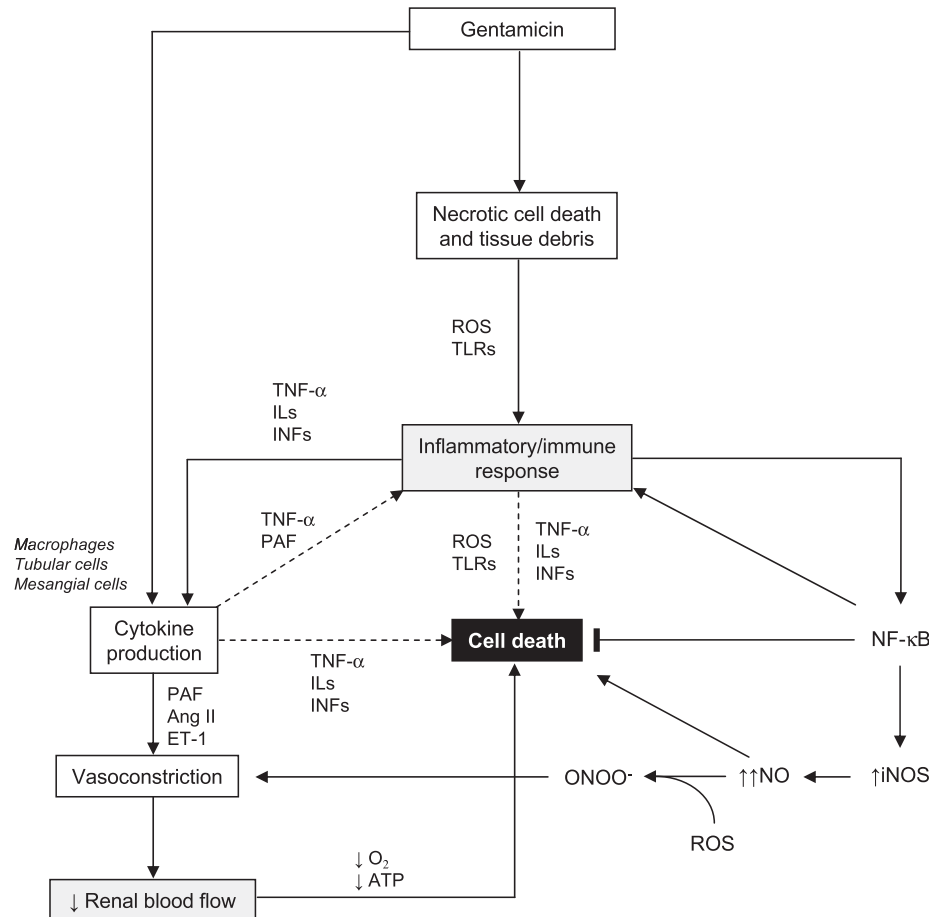 Gentamicin
Necrotic cell death
and tissue debris
ROS
TLRs
TNF-α
ILs
INFs
Inflammatory/immune
response
TNF-α
PAF
ROS
TLRs
TNF-α
ILs
INFs
Macrophages
Tubular cells
Mesangial cells
Cytokine
production
Cell death
NF-κB
TNF-α
ILs
INFs
PAF
Ang II
ET-1
Vasoconstriction
ONOO⁻
↑↑NO
↑iNOS
ROS
↓ O₂
↓ ATP
↓ Renal blood flow